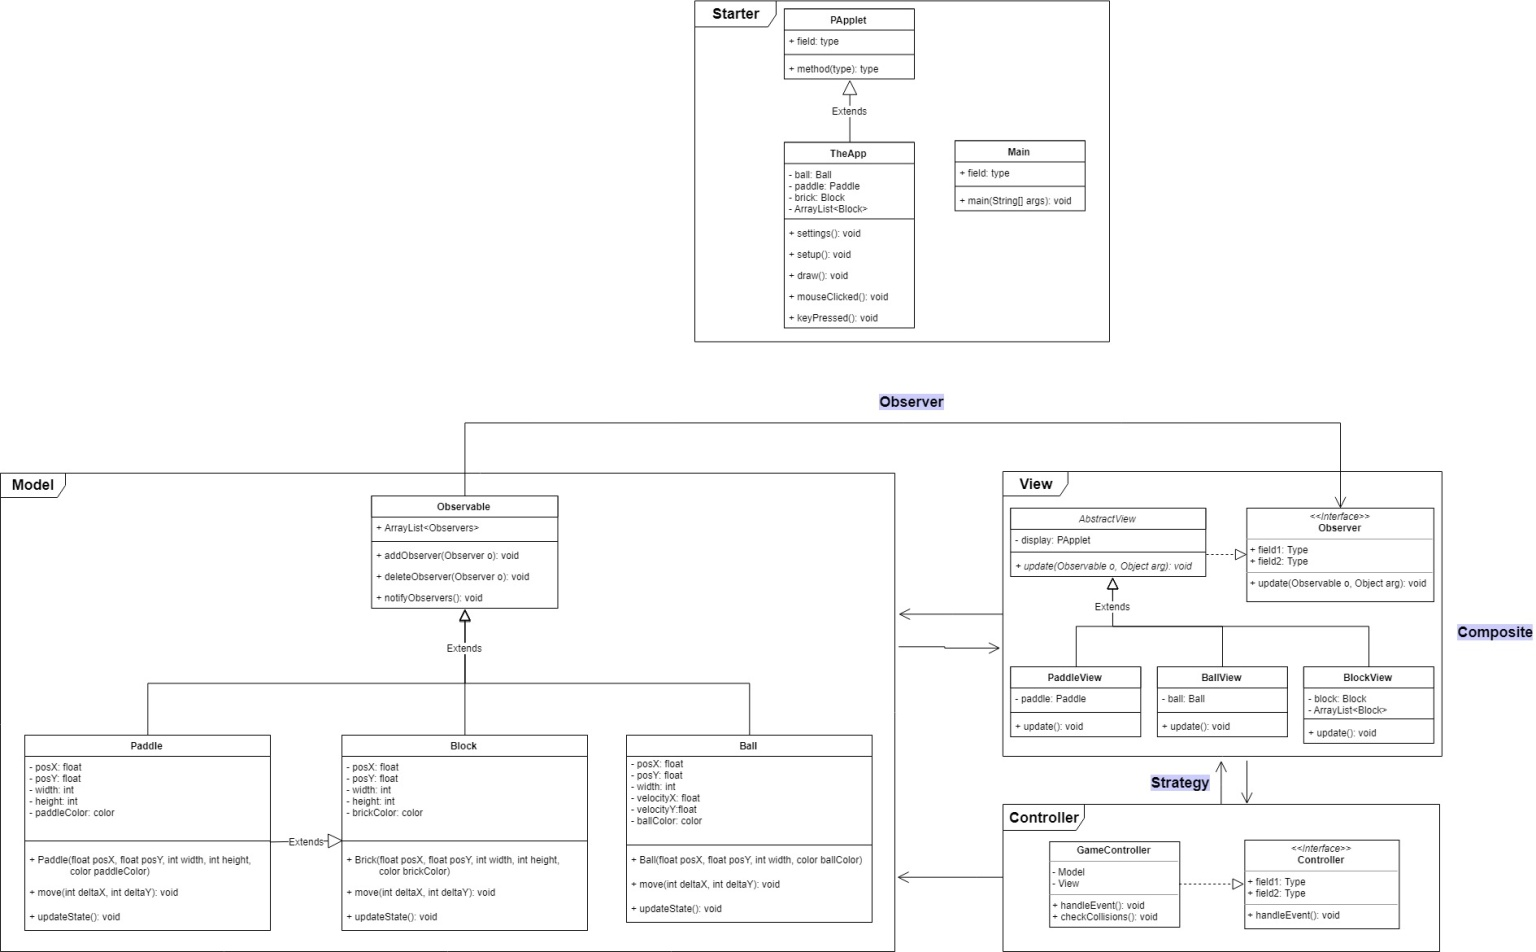 Starter
PApplet
+ field: type
+ method(type): type
Extends
TheApp
- ball: Ball
- paddle: Paddle
- brick: Block
- ArrayList<Block>
+ settings(): void
+ setup(): void
+ draw(): void
+ mouseClicked(): void
+ keyPressed(): void
Main
+ field: type
+ main(String[] args): void
Observer
Model
Observable
+ ArrayList<Observers>
+ addObserver(Observer o): void
+ deleteObserver(Observer o): void
+ notifyObservers(): void
Extends
Paddle
- posX: float
- posY: float
- width: int
- height: int
- paddleColor: color
+ Paddle(float posX, float posY, int width, int height,
color paddleColor)
+ move(int deltaX, int deltaY): void
+ updateState(): void
Extends
Block
- posX: float
- posY: float
- width: int
- height: int
- brickColor: color
+ Brick(float posX, float posY, int width, int height,
color brickColor)
+ move(int deltaX, int deltaY): void
+ updateState(): void
Ball
- posX: float
- posY: float
- width: int
- velocityX: float
- velocityY:float
- ballColor: color
+ Ball(float posX, float posY, int width, color ballColor)
+ move(int deltaX, int deltaY): void
+ updateState(): void
View
AbstractView
- display: PApplet
+ update(Observable o, Object arg): void
<<Interface>>
Observer
+ field1: Type
+ field2: Type
+ update(Observable o, Object arg): void
Extends
PaddleView
- paddle: Paddle
+ update(): void
BallView
- ball: Ball
+ update(): void
BlockView
- block: Block
- ArrayList<Block>
+ update(): void
Composite
Strategy
Controller
GameController
- Model
- View
+ handleEvent(): void
+ checkCollisions(): void
<<Interface>>
Controller
+ field1: Type
+ field2: Type
+ handleEvent(): void